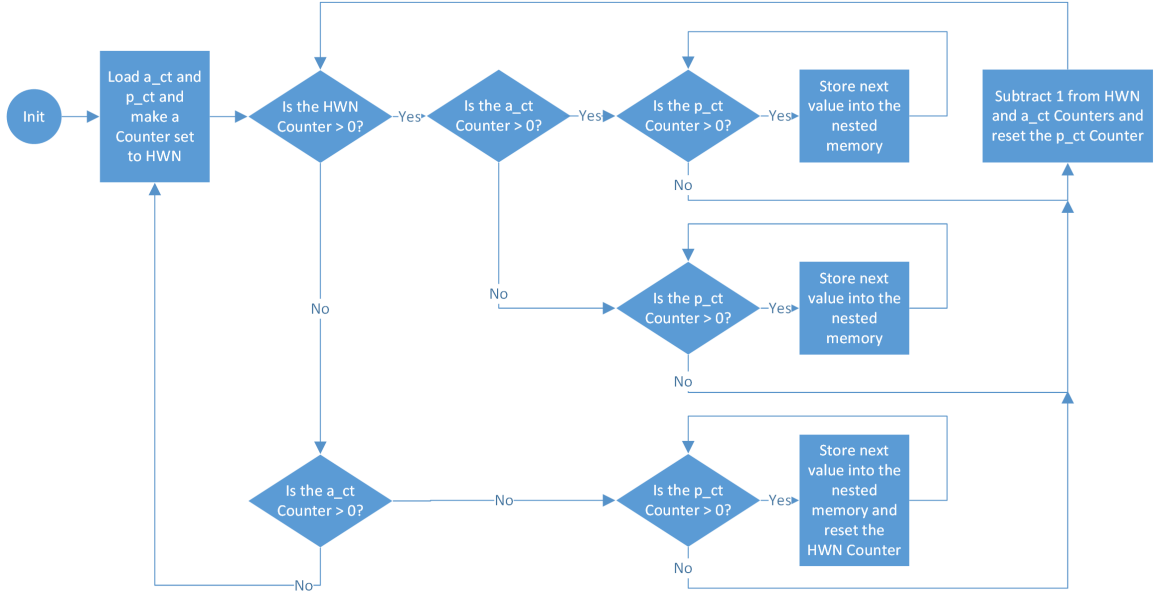 Init
Load a_ct and
p_ct and
make a
Counter set
to HWN
Is the HWN
Counter > 0?
Yes
Is the a_ct
Counter > 0?
Yes
Is the p_ct
Counter > 0?
Yes
Store next
value into the
nested
memory
Subtract 1 from HWN
and a_ct Counters and
reset the p_ct Counter
No
No
No
Is the p_ct
Counter > 0?
Yes
Store next
value into the
nested
memory
No
Is the a_ct
Counter > 0?
No
Is the p_ct
Counter > 0?
Yes
Store next
value into the
nested
memory and
reset the
HWN Counter
No
No